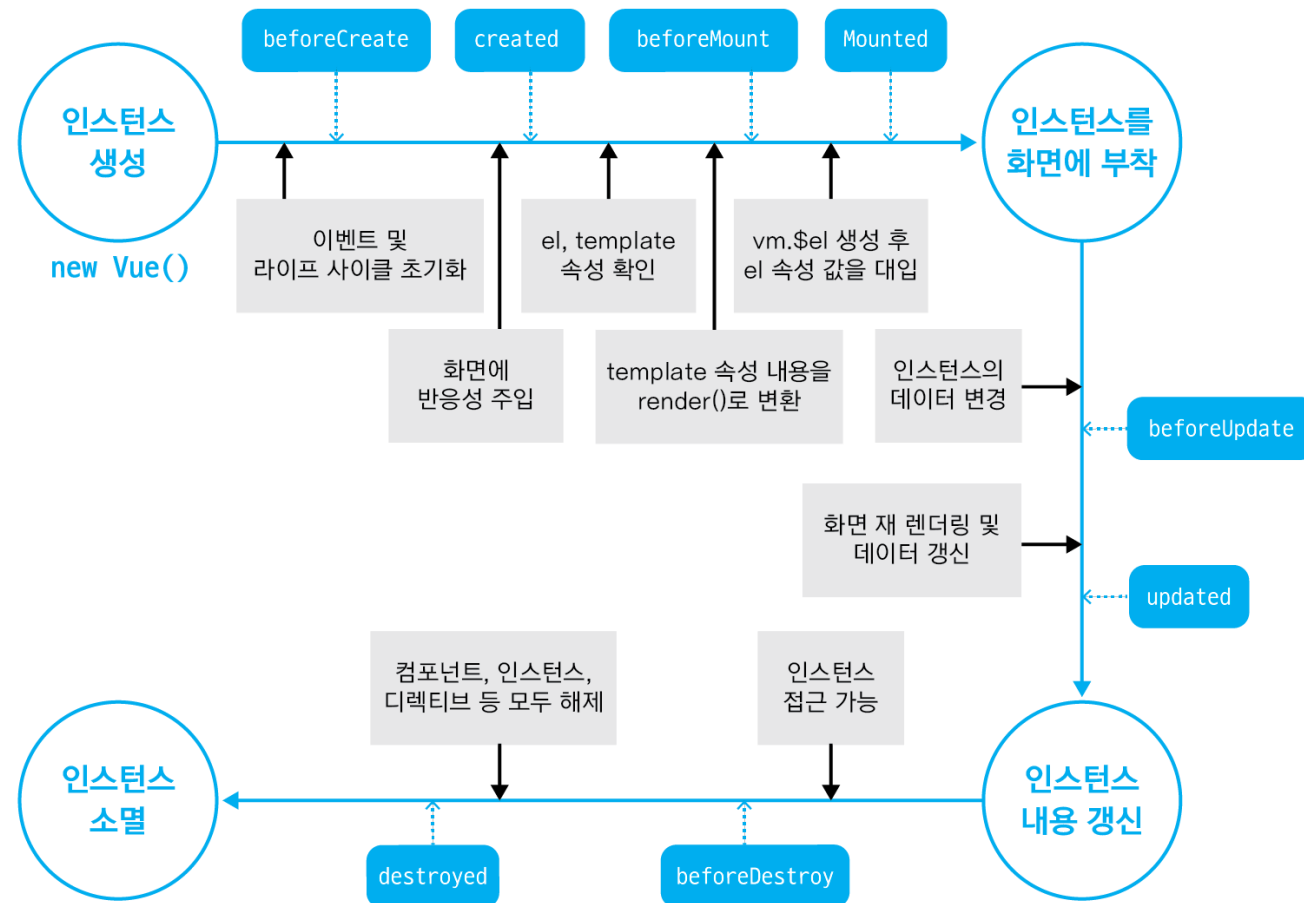 beforeCreate
created
beforeMount
Mounted
인스턴스
생성
new Vue()
인스턴스를
화면에 부착
이벤트 및
라이프 사이클 초기화
el, template
속성 확인
vm.$el 생성 후
el 속성 값을 대입
화면에
반응성 주입
template 속성 내용을
render()로 변환
인스턴스의
데이터 변경
beforeUpdate
화면 재 렌더링 및
데이터 갱신
updated
컴포넌트, 인스턴스,
디렉티브 등 모두 해제
인스턴스
접근 가능
인스턴스
소멸
인스턴스
내용 갱신
destroyed
beforeDestroy